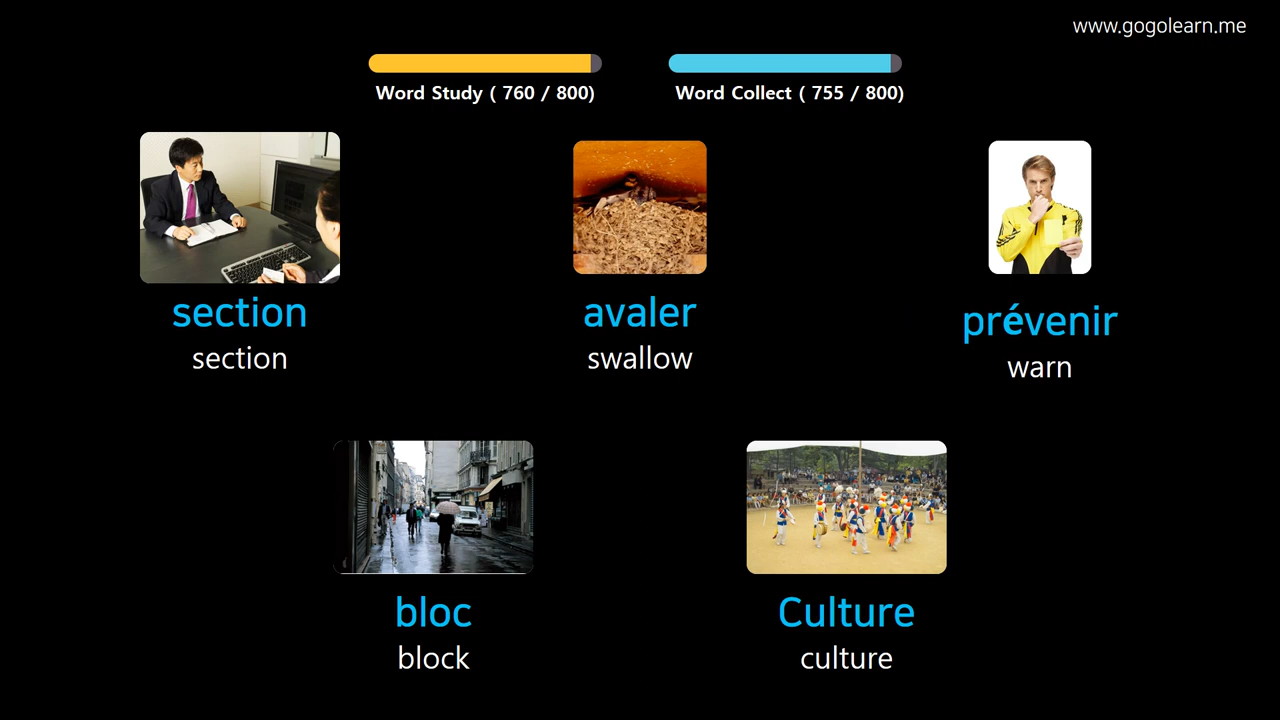 www.gogolearn.me
Word Study ( 760 / 800)
Word Collect ( 755 / 800)
section
section
avaler
swallow
prévenir
warn
bloc
block
Culture
culture